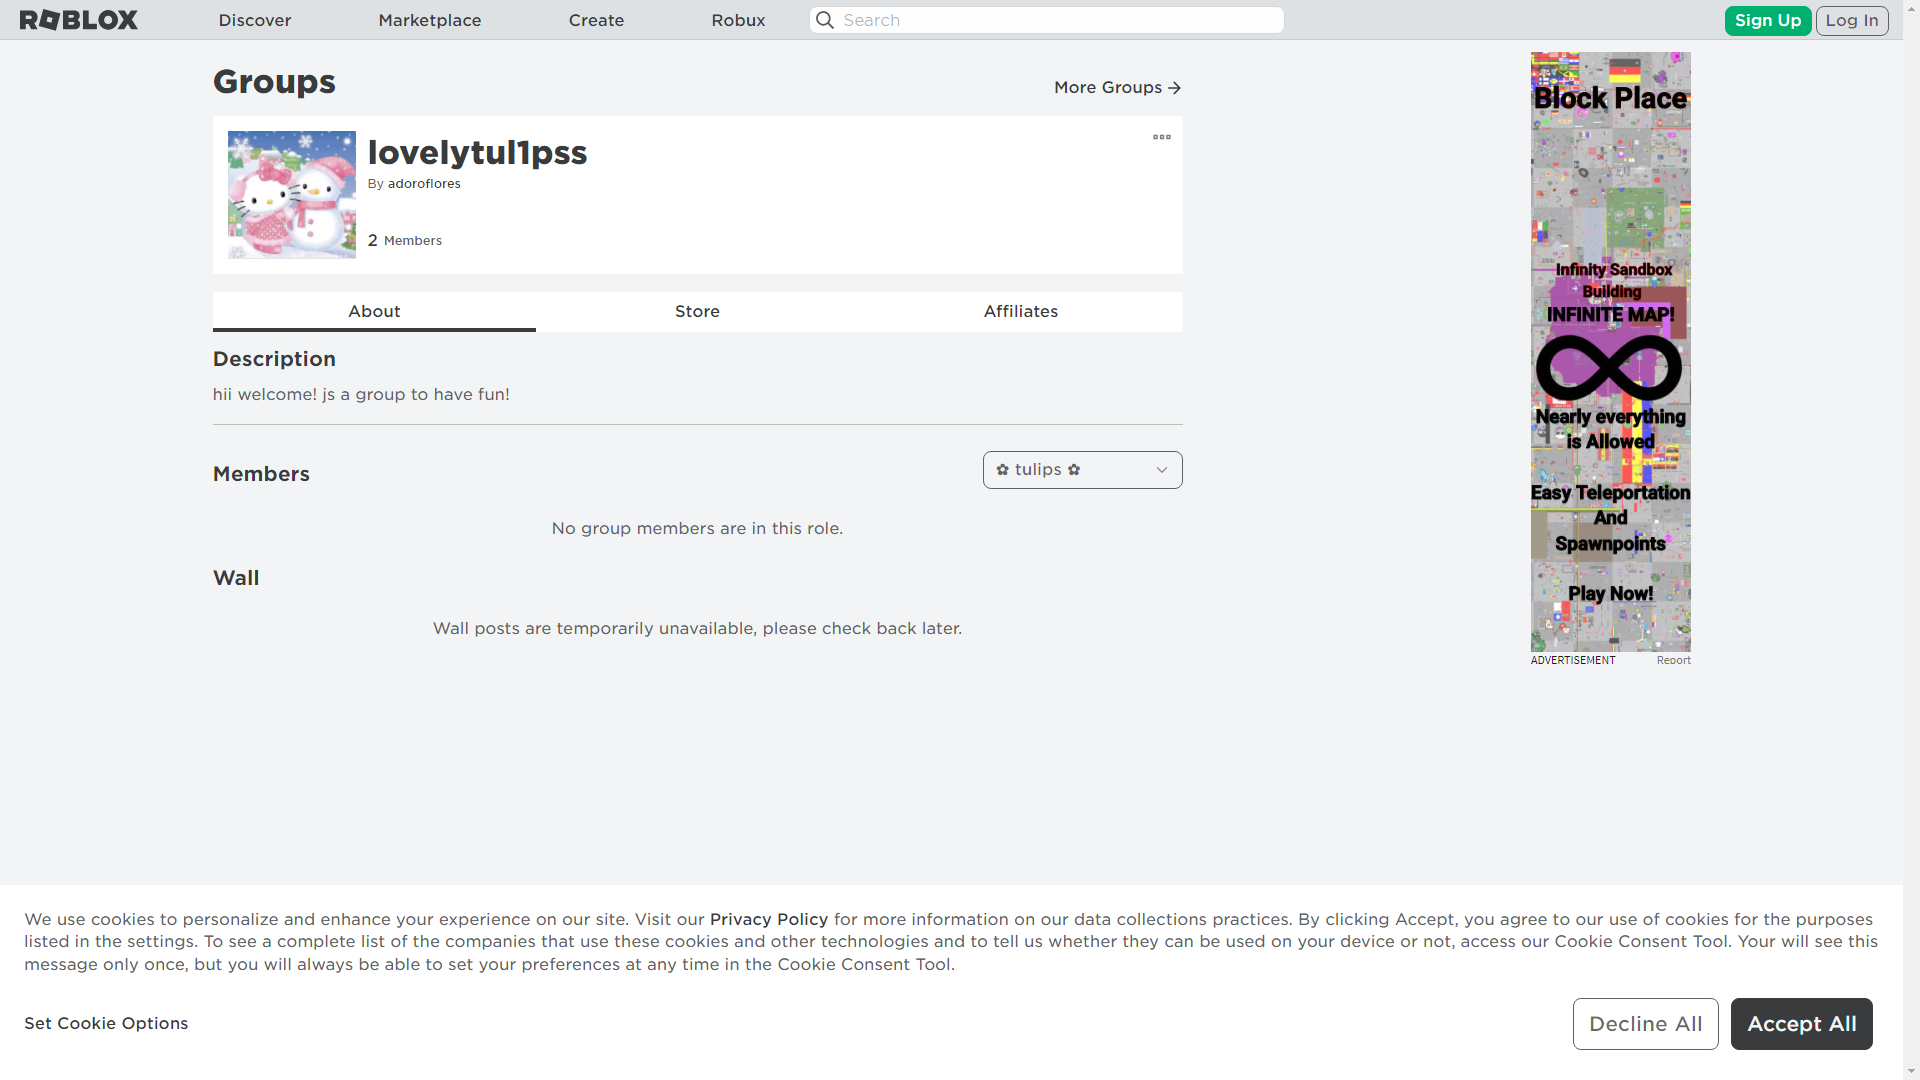 ROBLOX
Discover
Marketplace
Create
Robux
Search
Sign Up
Log In
Groups
More Groups
lovelytul1pss
By adoroflores
2 Members
About
Store
Affiliates
Description
hii welcome! js a group to have fun!
Members
✿ tulips ✿
No group members are in this role.
Wall
Wall posts are temporarily unavailable, please check back later.
Block Place
Infinity Sandbox
Building
INFINITE MAP!
Nearly everything
is Allowed
Easy Teleportation
And
Spawnpoints
Play Now!
ADVERTISEMENT
Report
We use cookies to personalize and enhance your experience on our site. Visit our Privacy Policy for more information on our data collections practices. By clicking Accept, you agree to our use of cookies for the purposes
listed in the settings. To see a complete list of the companies that use these cookies and other technologies and to tell us whether they can be used on your device or not, access our Cookie Consent Tool. Your will see this
message only once, but you will always be able to set your preferences at any time in the Cookie Consent Tool.
Set Cookie Options
Decline All
Accept All